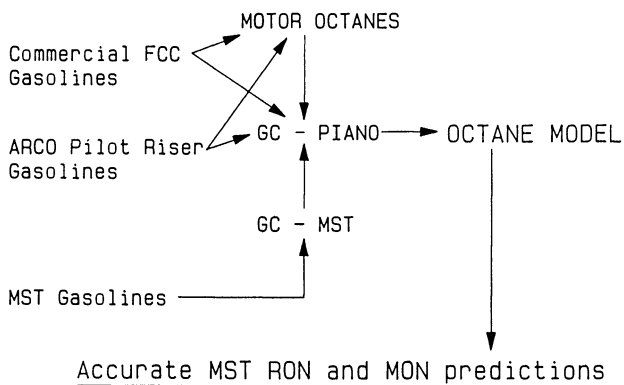 MOTOR OCTANES
Commercial FCC
Gasolines
ARCO Pilot Riser
Gasolines
GC - PIANO
OCTANE MODEL
GC - MST
MST Gasolines
Accurate MST RON and MON predictions